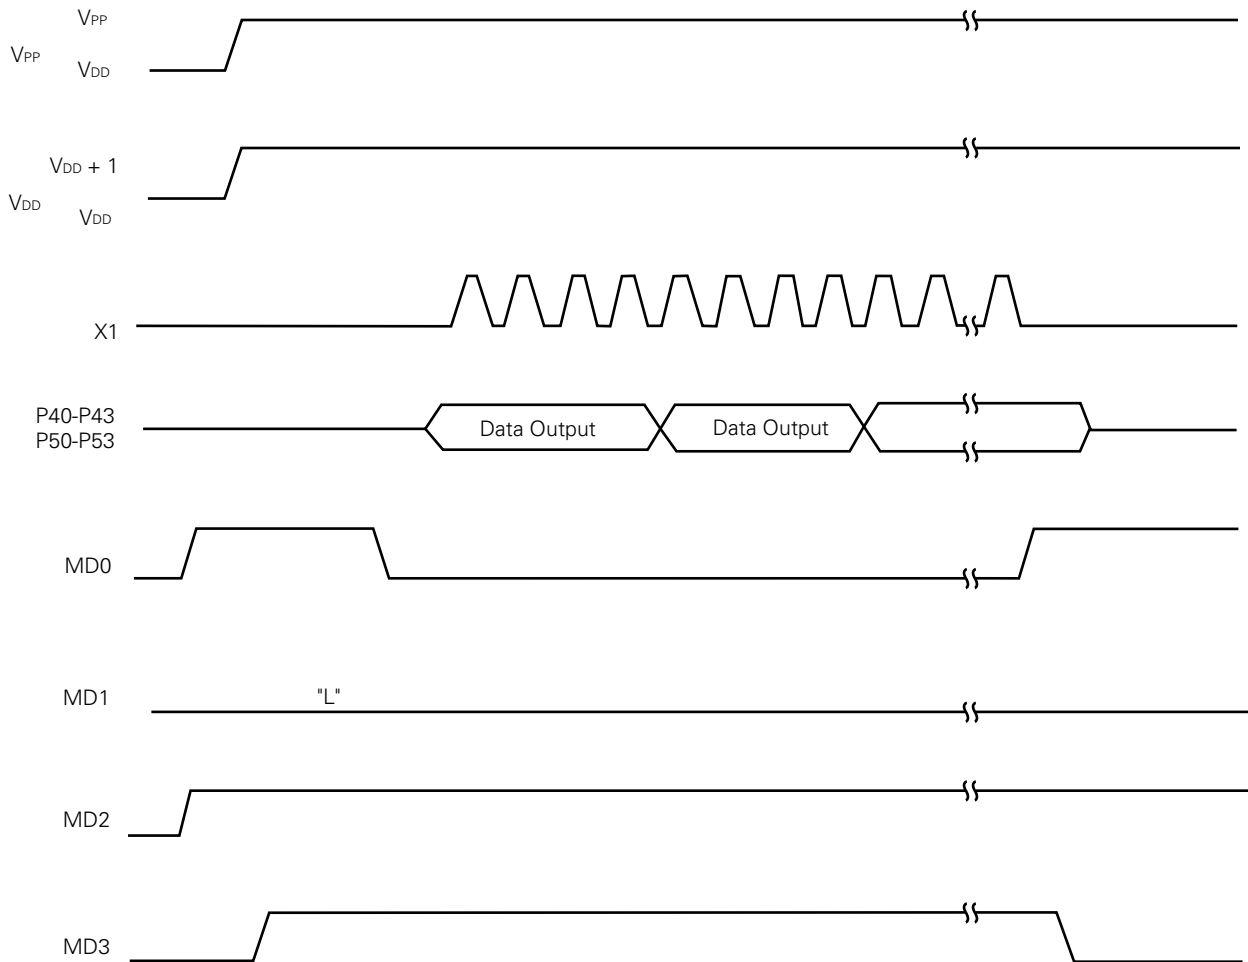 VPP
VPP
VDD
VDD + 1
VDD
VDD
X1
P40-P43
P50-P53
Data Output
Data Output
MD0
MD1
"L"
MD2
MD3